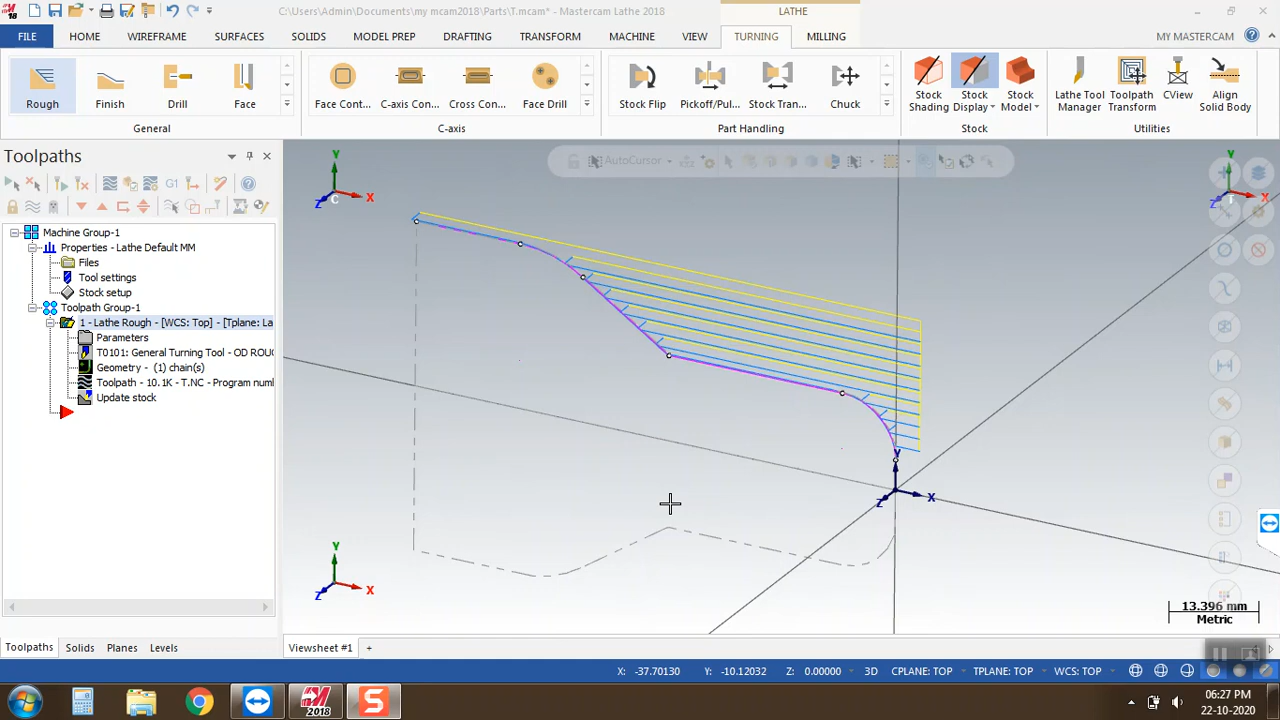 18
C:\Users\Admin\Documents\my mcam2018\Parts\T.mcam* - Mastercam Lathe 2018
LATHE
FILE
HOME
WIREFRAME
SURFACES
SOLIDS
MODEL PREP
DRAFTING
TRANSFORM
MACHINE
VIEW
TURNING
MILLING
MY MASTERCAM
Rough
Finish
Drill
Face
Face Cont...
C-axis Con...
Cross Con...
Face Drill
Stock Flip
Pickoff/Pul...
Stock Tran...
Chuck
Stock Shading
Stock Display
Stock Model
Lathe Tool Manager
Toolpath Transform
CView
Align Solid Body
General
C-axis
Part Handling
Stock
Utilities
Toolpaths
G1
AutoCursor
Machine Group-1
Properties - Lathe Default MM
Files
Tool settings
Stock setup
Toolpath Group-1
1 - Lathe Rough - [WCS: Top] - [Tplane: La
Parameters
T0101: General Turning Tool - OD ROUG
Geometry - (1) chain(s)
Toolpath - 10.1K - T.NC - Program numb
Update stock
Y
X
Z
C
Y
X
Z
Y
X
Z
Y
X
Z
13.396 mm
Metric
Toolpaths
Solids
Planes
Levels
Viewsheet #1
+
X: -37.70130
Y: -10.12032
Z: 0.00000
3D
CPLANE: TOP
TPLANE: TOP
WCS: TOP
2018
S
06:27 PM
22-10-2020